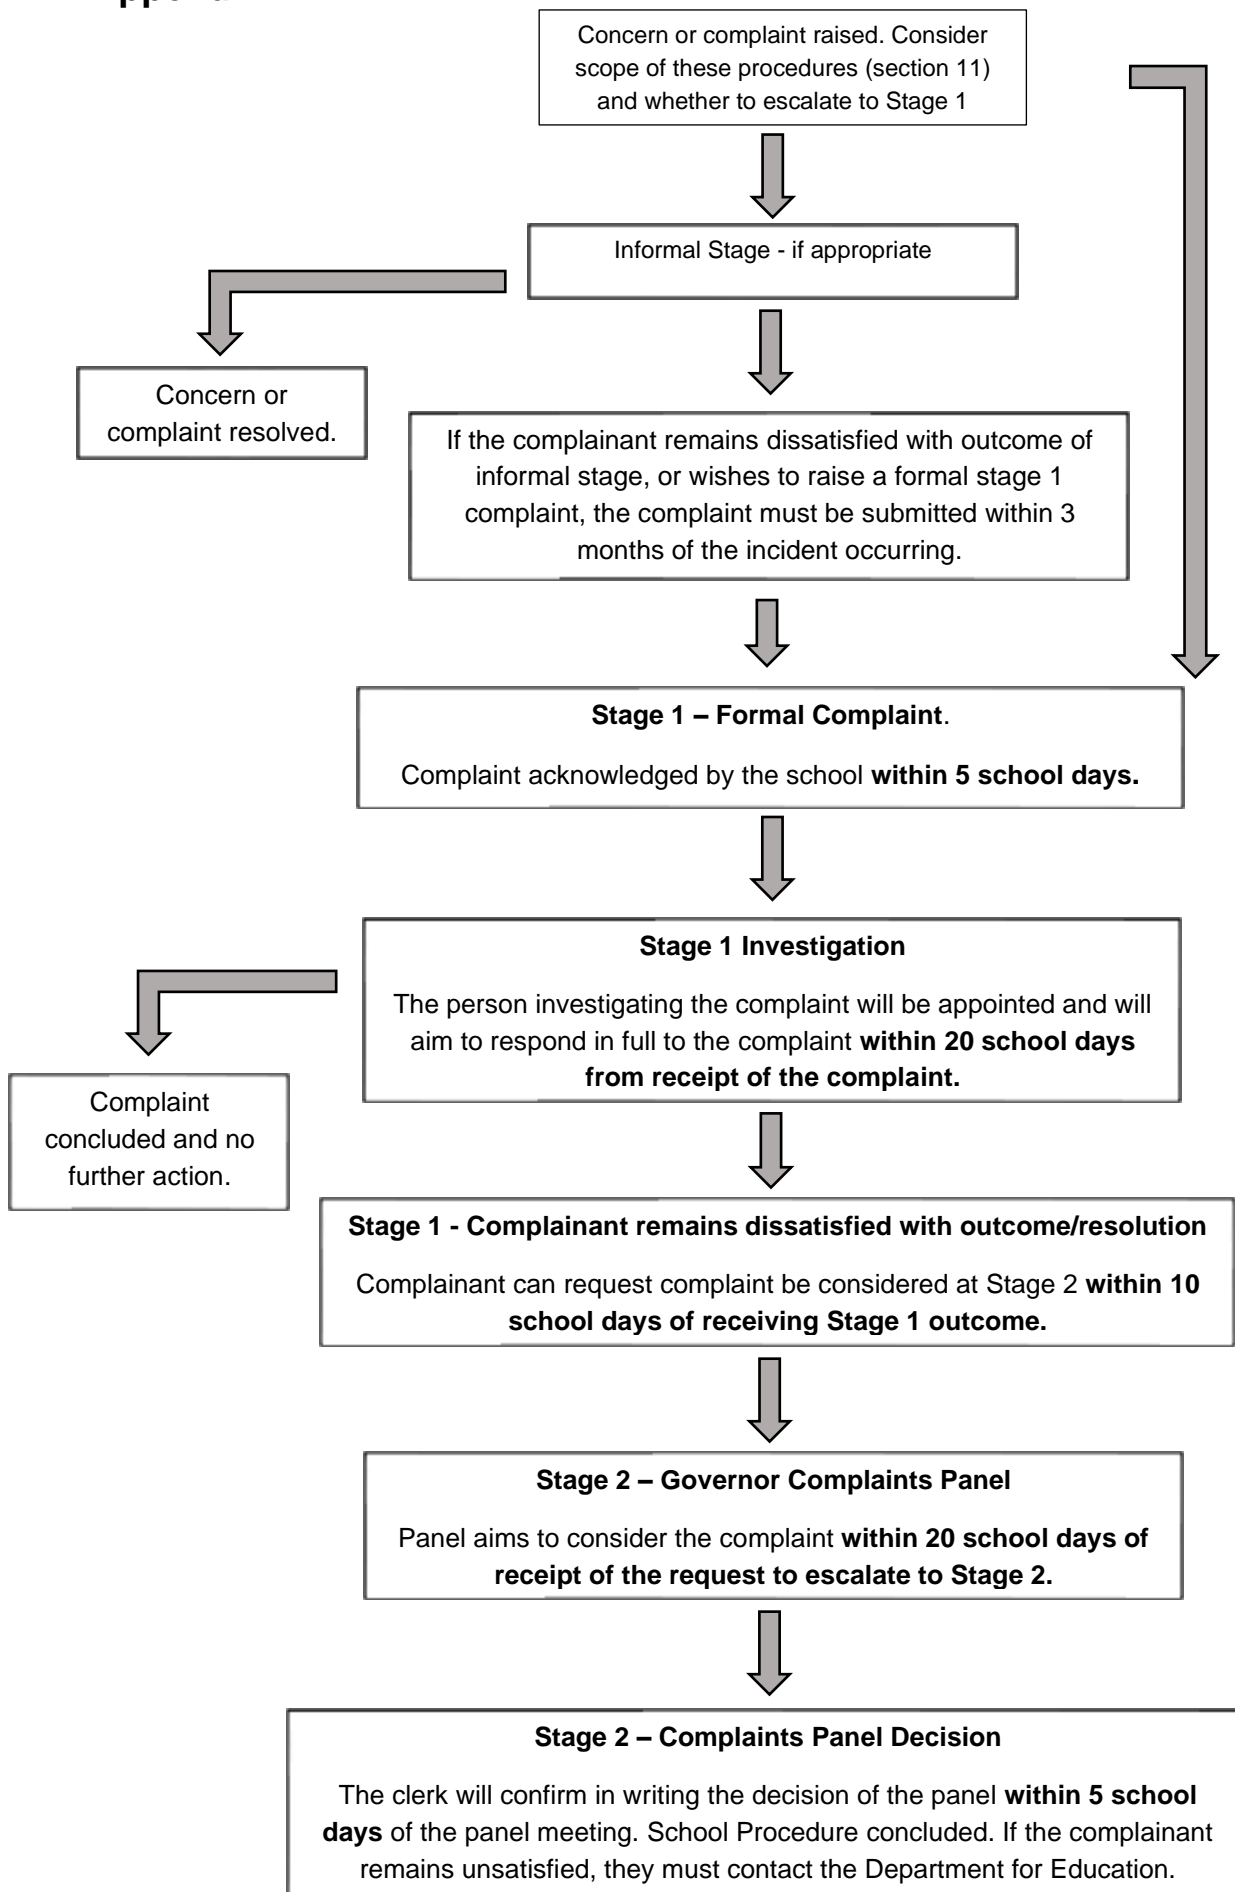 Concern or complaint raised. Consider
scope of these procedures (section 11)
and whether to escalate to Stage 1
Informal Stage - if appropriate
Concern or
complaint resolved.
If the complainant remains dissatisfied with outcome of
informal stage, or wishes to raise a formal stage 1
complaint, the complaint must be submitted within 3
months of the incident occurring.
Stage 1 – Formal Complaint.
Complaint acknowledged by the school within 5 school days.
Stage 1 Investigation
The person investigating the complaint will be appointed and will
aim to respond in full to the complaint within 20 school days
from receipt of the complaint.
Complaint
concluded and no
further action.
Stage 1 - Complainant remains dissatisfied with outcome/resolution
Complainant can request complaint be considered at Stage 2 within 10
school days of receiving Stage 1 outcome.
Stage 2 – Governor Complaints Panel
Panel aims to consider the complaint within 20 school days of
receipt of the request to escalate to Stage 2.
Stage 2 – Complaints Panel Decision
The clerk will confirm in writing the decision of the panel within 5 school
days of the panel meeting. School Procedure concluded. If the complainant
remains unsatisfied, they must contact the Department for Education.